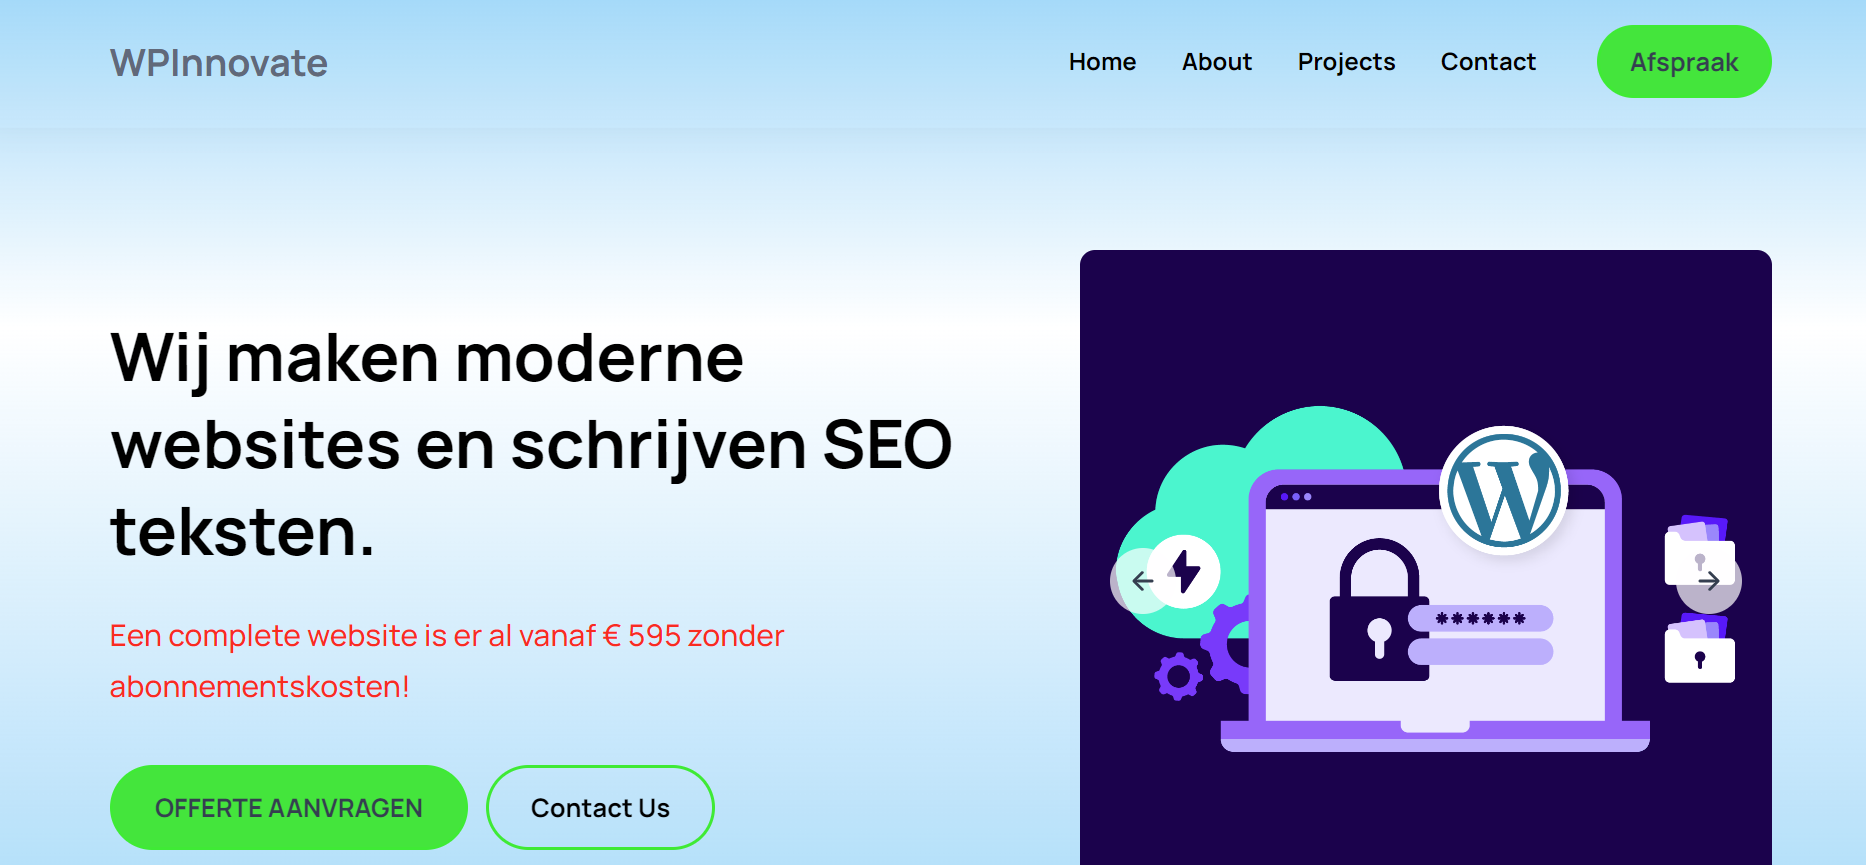 WPInnovate
Home About Projects Contact Afspraak
Wij maken moderne
websites en schrijven SEO
teksten.
Een complete website is er al vanaf € 595 zonder
abonnementskosten!
OFFERTE AANVRAGEN Contact Us
******